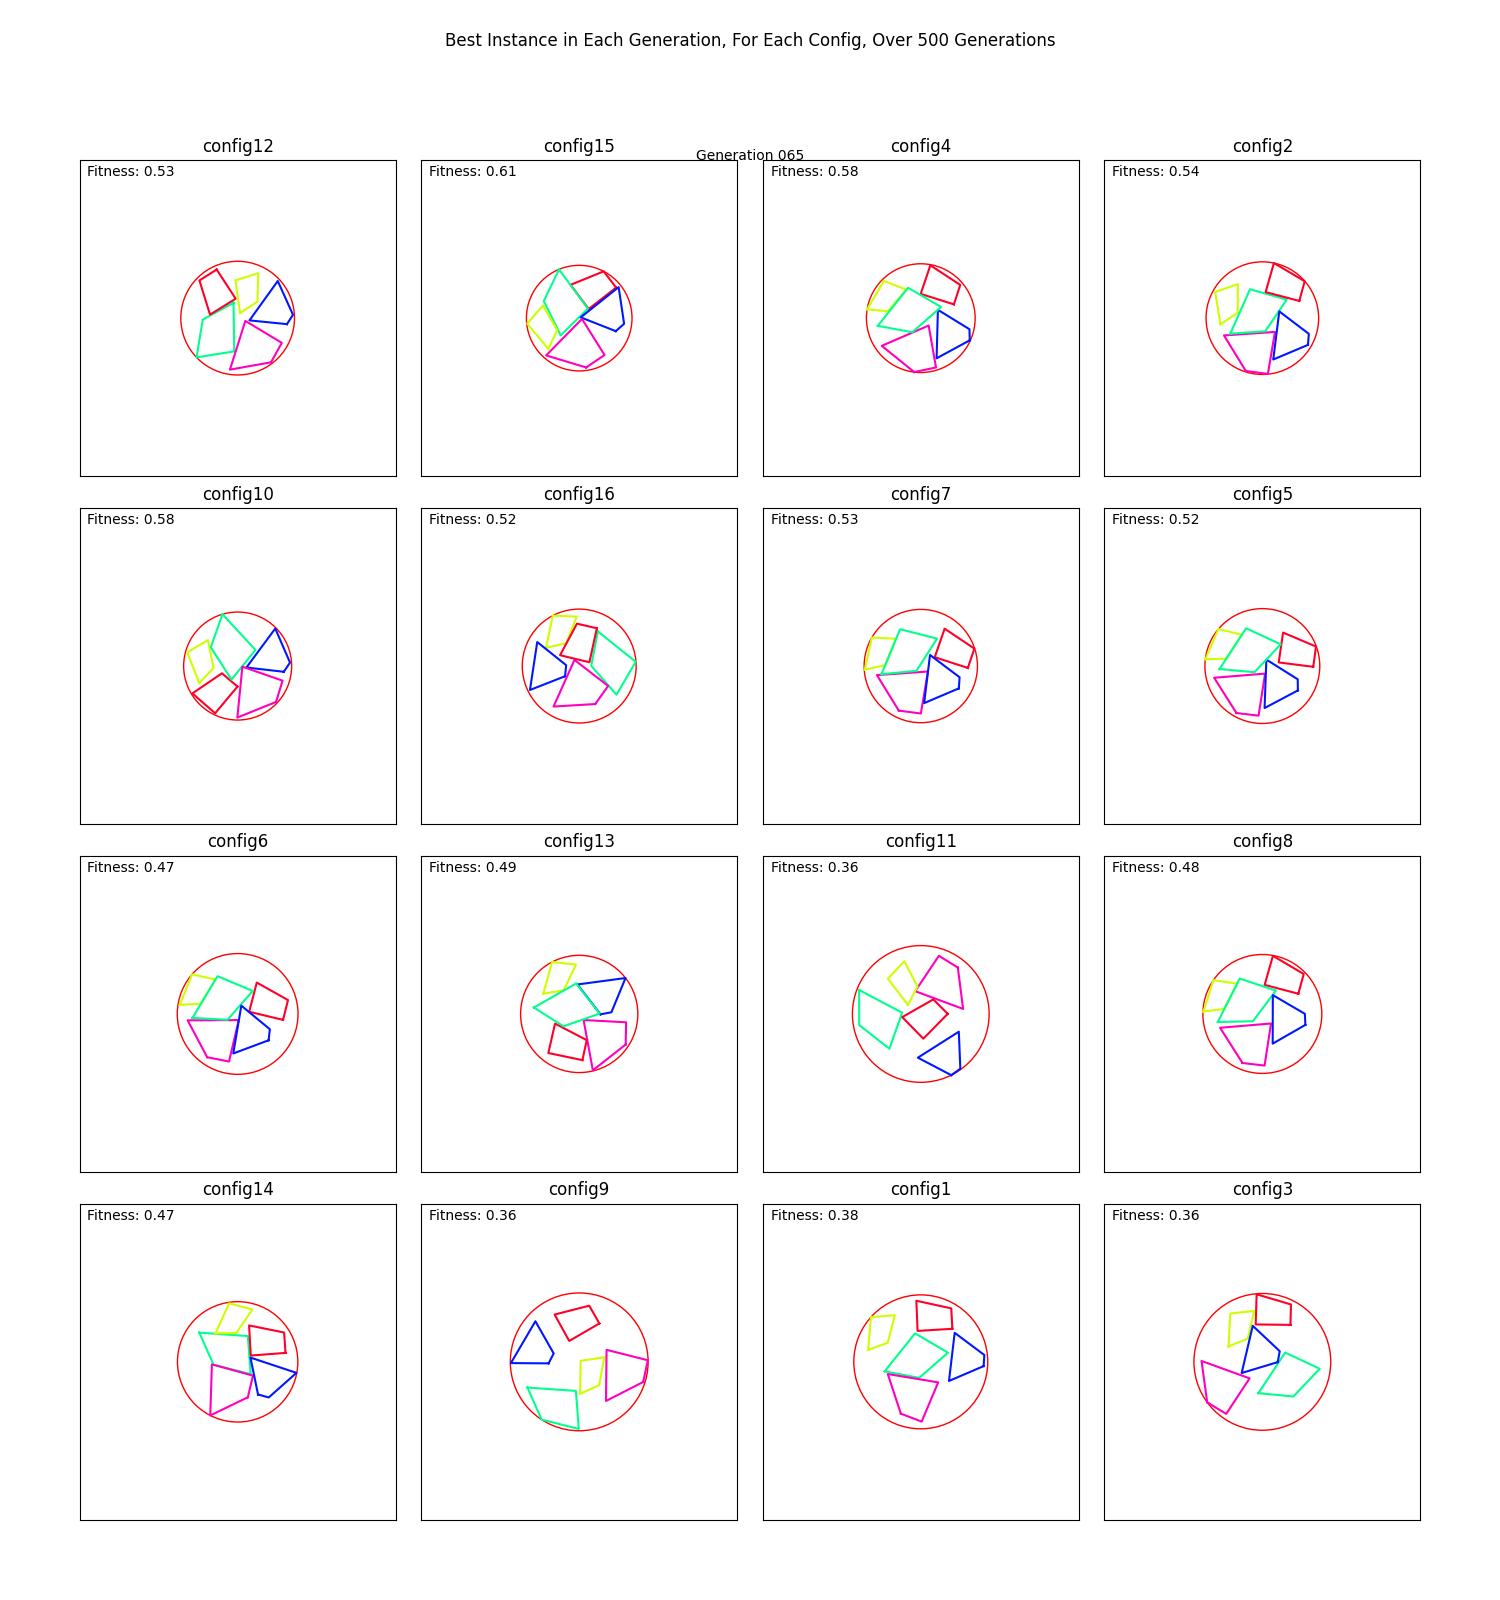 Best Instance in Each Generation, For Each Config, Over 500 Generations
Generation 065
config12
Fitness: 0.53
config15
Fitness: 0.61
config4
Fitness: 0.58
config2
Fitness: 0.54
config10
Fitness: 0.58
config16
Fitness: 0.52
config7
Fitness: 0.53
config5
Fitness: 0.52
config6
Fitness: 0.47
config13
Fitness: 0.49
config11
Fitness: 0.36
config8
Fitness: 0.48
config14
Fitness: 0.47
config9
Fitness: 0.36
config1
Fitness: 0.38
config3
Fitness: 0.36